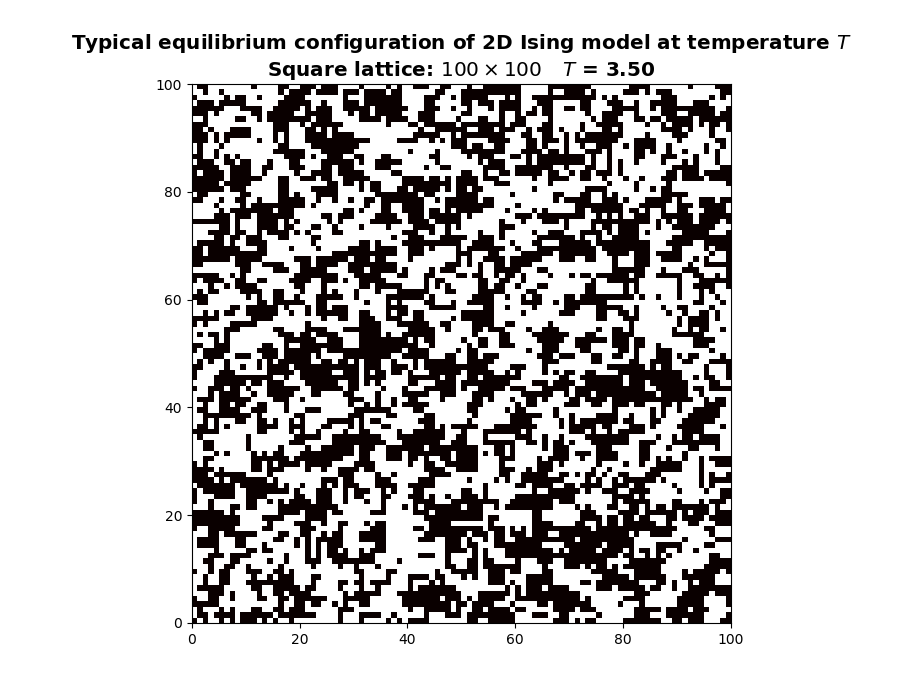 Typical equilibrium configuration of 2D Ising model at temperature T
Square lattice: 100 × 100 T = 3.50
100
80
60
40
20
0
0 20 40 60 80 100